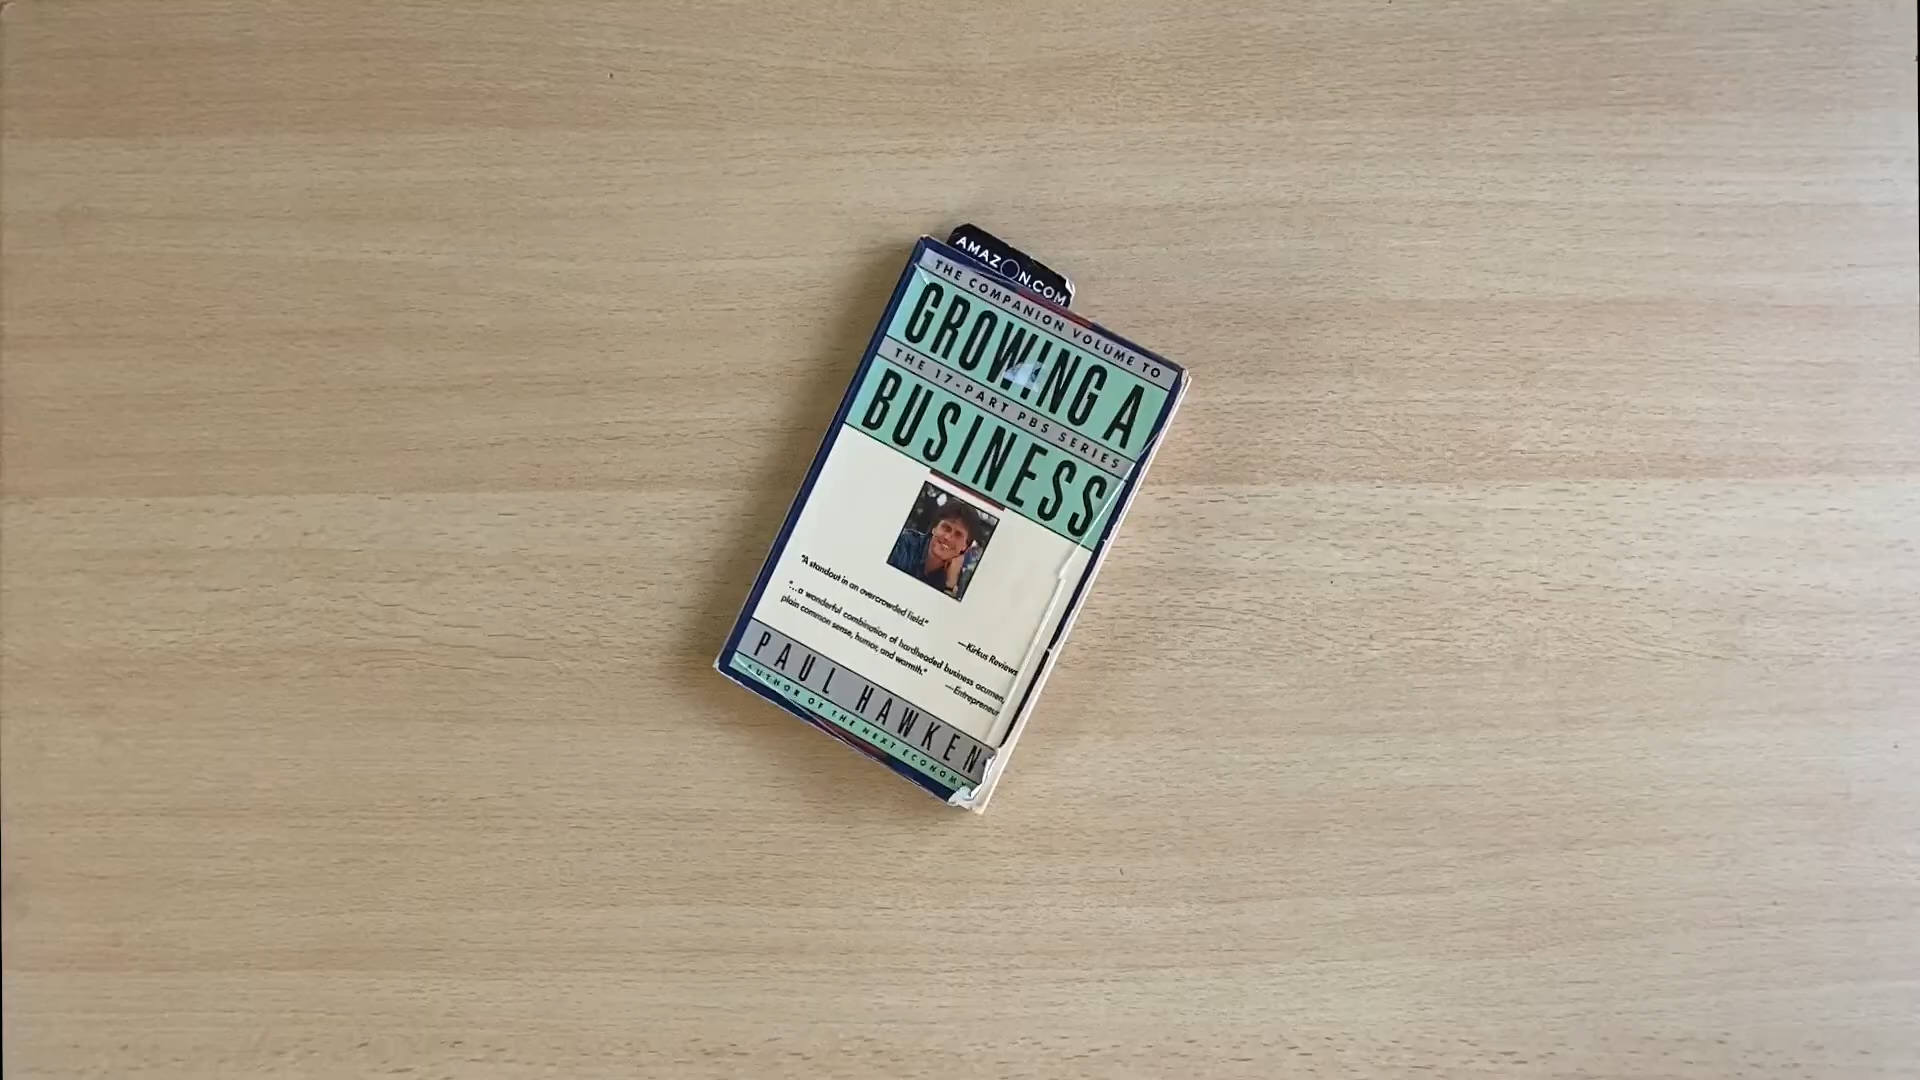 AMAZON.COM
THE COMPANION VOLUME TO
GROWING A
THE 17-PART PBS SERIES
BUSINESS
"A standout in an overcrowded field."
—Kirkus Reviews
"...a wonderful combination of hardheaded business acumen,
plain common sense, humor, and warmth."
—Entrepreneur
PAUL HAWKEN
AUTHOR OF THE NEXT ECONOMY